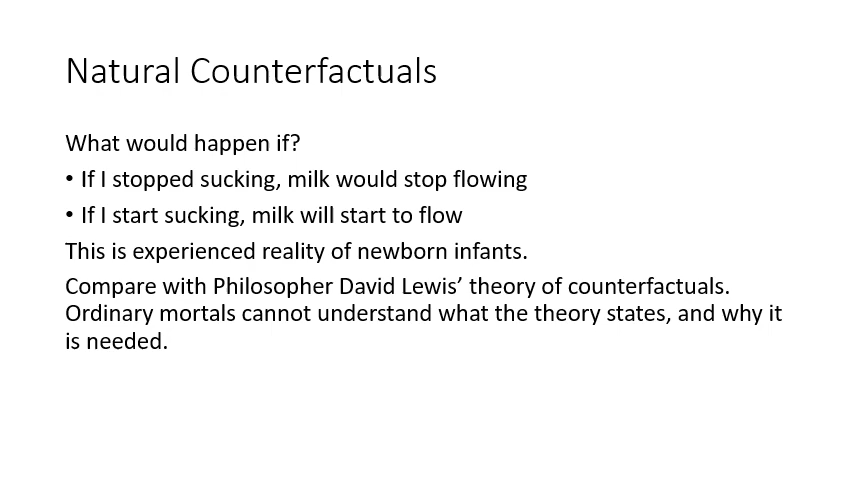 Natural Counterfactuals
What would happen if?
• If I stopped sucking, milk would stop flowing
• If I start sucking, milk will start to flow
This is experienced reality of newborn infants.
Compare with Philosopher David Lewis’ theory of counterfactuals.
Ordinary mortals cannot understand what the theory states, and why it
is needed.